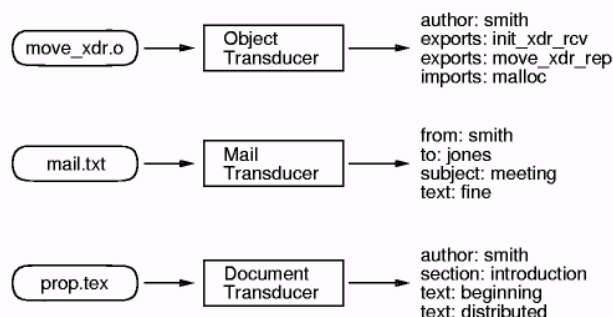 move_xdr.o
Object
Transducer
author: smith
exports: init_xdr_rcv
exports: move_xdr_rep
imports: malloc
mail.txt
Mail
Transducer
from: smith
to: jones
subject: meeting
text: fine
prop.tex
Document
Transducer
author: smith
section: introduction
text: beginning
text: distributed